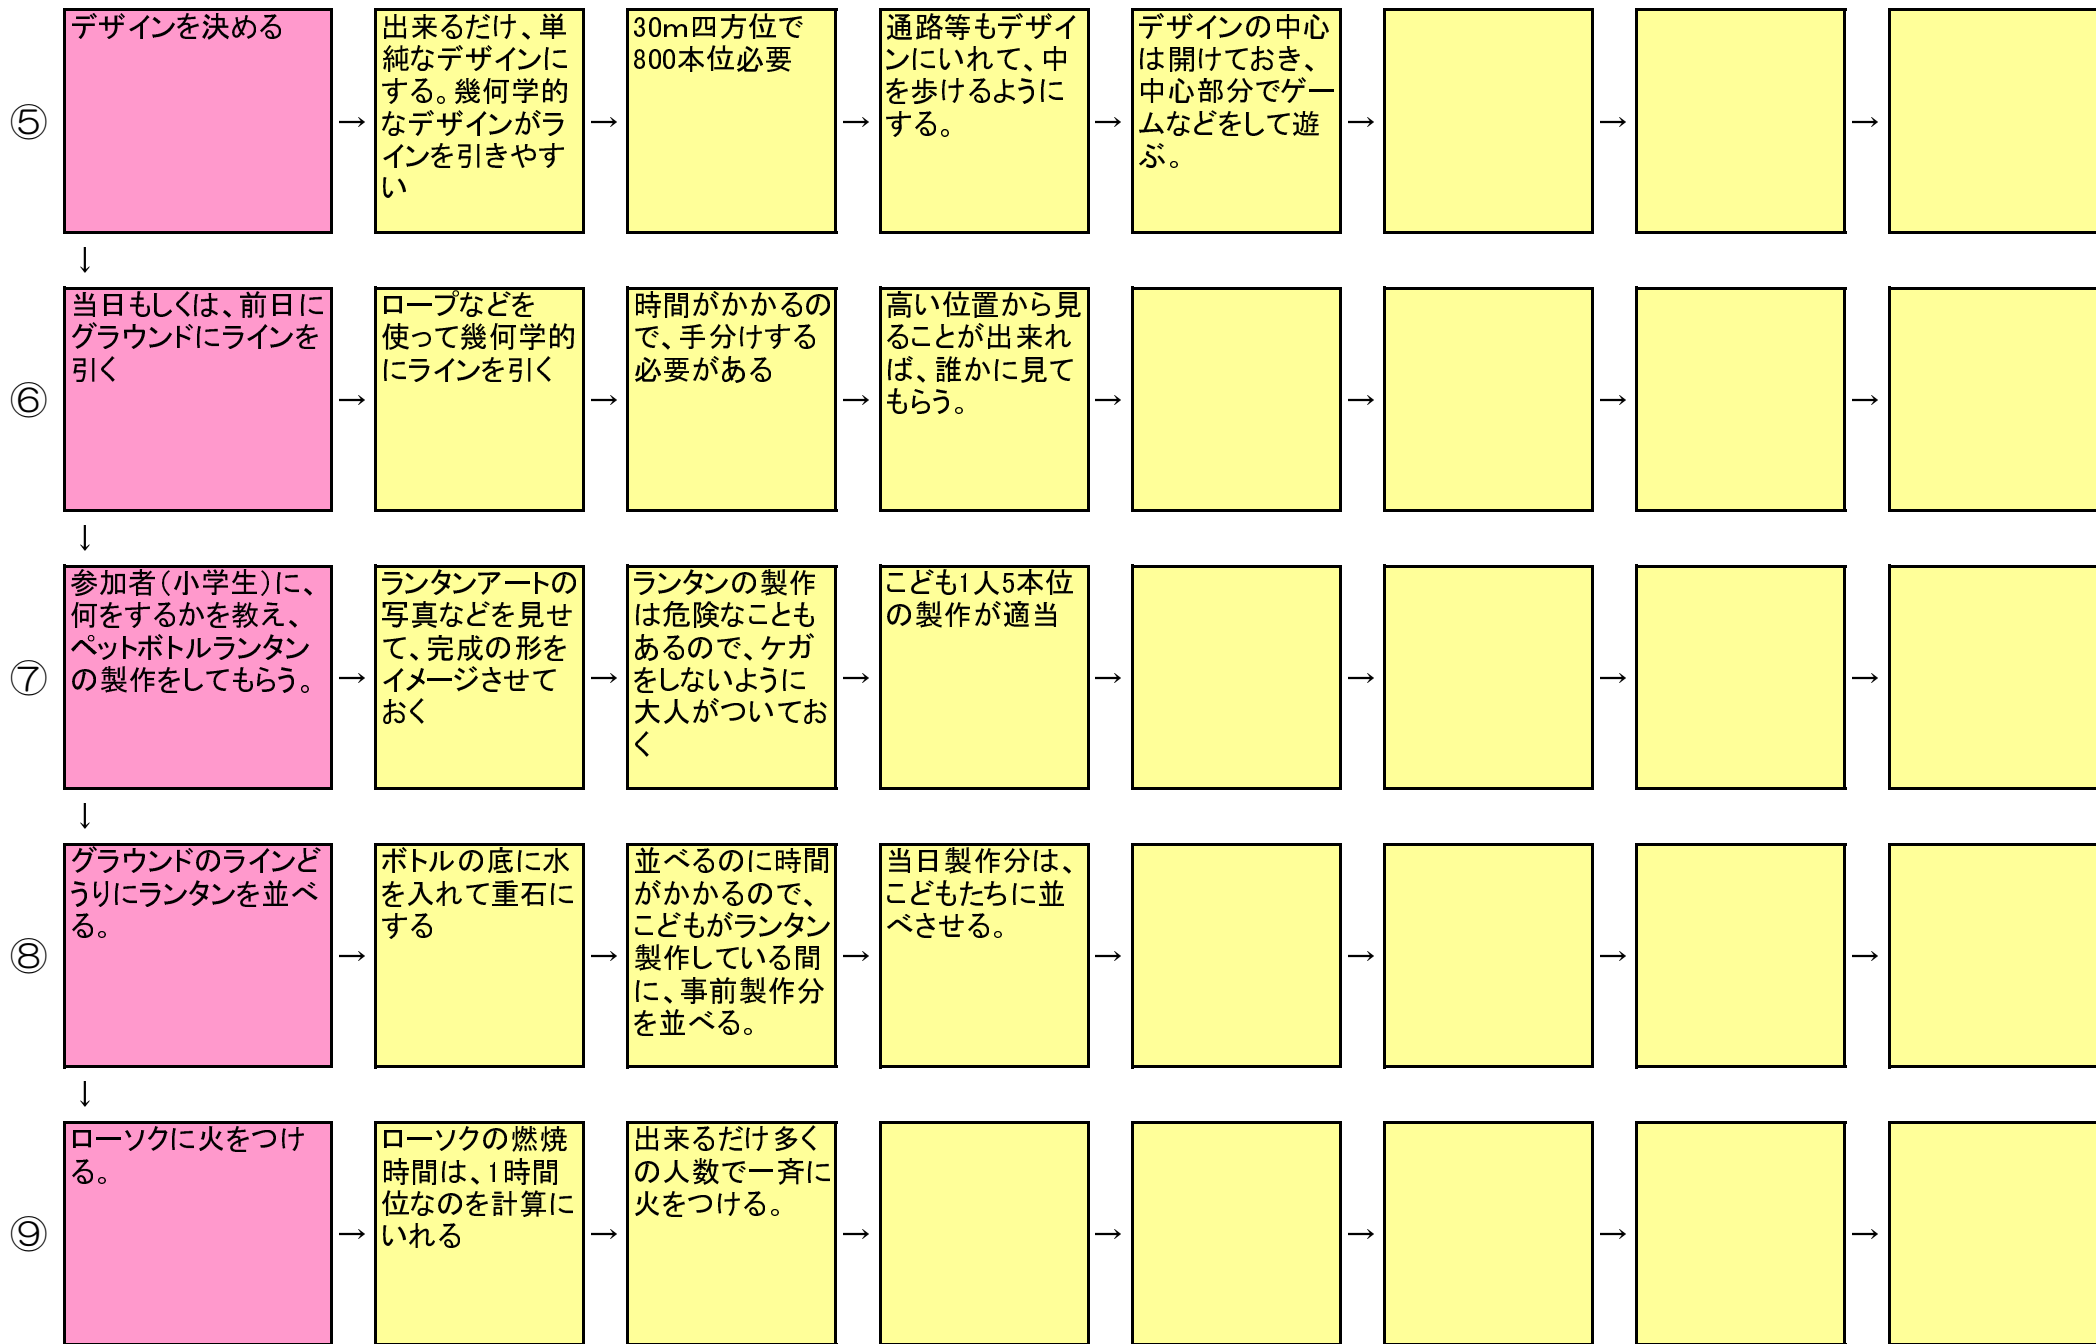 ⑤
デザインを決める
→
出来るだけ、単
純なデザインに
する。幾何学的
なデザインがラ
インを引きやす
い
→
30m四方位で
800本位必要
→
通路等もデザイ
ンにいれて、中
を歩けるように
する。
→
デザインの中心
は開けておき、
中心部分でゲー
ムなどをして遊
ぶ。
→
→
→
↓
⑥
当日もしくは、前日に
グラウンドにラインを
引く
→
ロープなどを
使って幾何学的
にラインを引く
→
時間がかかるの
で、手分けする
必要がある
→
高い位置から見
ることが出来れ
ば、誰かに見て
もらう。
→
→
→
→
↓
⑦
参加者（小学生）に、
何をするかを教え、
ペットボトルランタン
の製作をしてもらう。
→
ランタンアートの
写真などを見せ
て、完成の形を
イメージさせて
おく
→
ランタンの製作
は危険なことも
あるので、ケガ
をしないように
大人がついてお
く
→
こども1人5本位
の製作が適当
→
→
→
→
↓
⑧
グラウンドのラインど
うりにランタンを並べ
る。
→
ボトルの底に水
を入れて重石に
する
→
並べるのに時間
がかかるので、
こどもがランタン
製作している間
に、事前製作分
を並べる。
→
当日製作分は、
こどもたちに並
べさせる。
→
→
→
→
↓
⑨
ローソクに火をつけ
る。
→
ローソクの燃焼
時間は、1時間
位なのを計算に
いれる
→
出来るだけ多く
の人数で一斉に
火をつける。
→
→
→
→
→